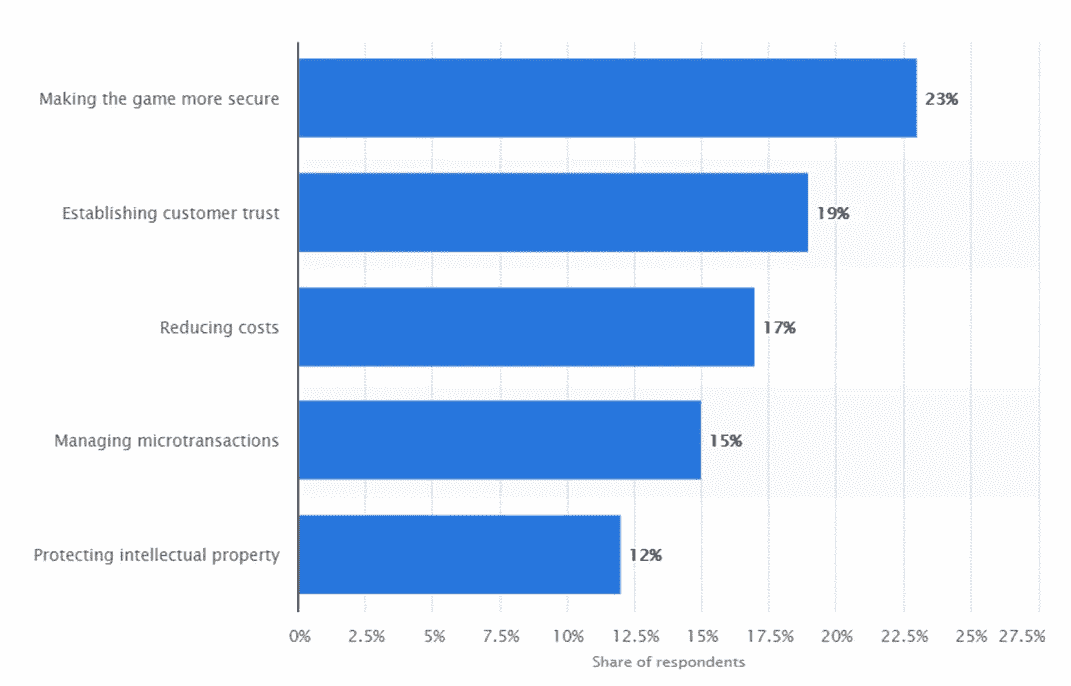 Making the game more secure
23%
Establishing customer trust
19%
Reducing costs
17%
Managing microtransactions
15%
Protecting intellectual property
12%
0% 2.5% 5% 7.5% 10% 12.5% 15% 17.5% 20% 22.5% 25% 27.5%
Share of respondents